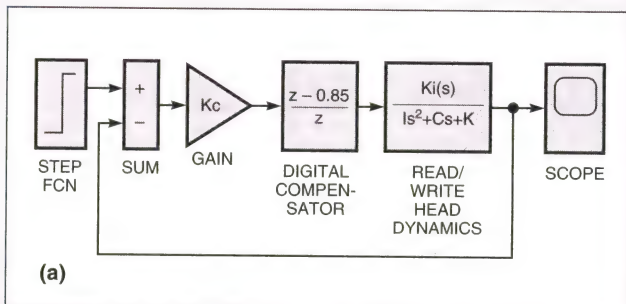 +
−
Kc
z – 0.85
z
Ki(s)
Is²+Cs+K
STEP
FCN
SUM
GAIN
DIGITAL
COMPEN-
SATOR
READ/
WRITE
HEAD
DYNAMICS
SCOPE
(a)